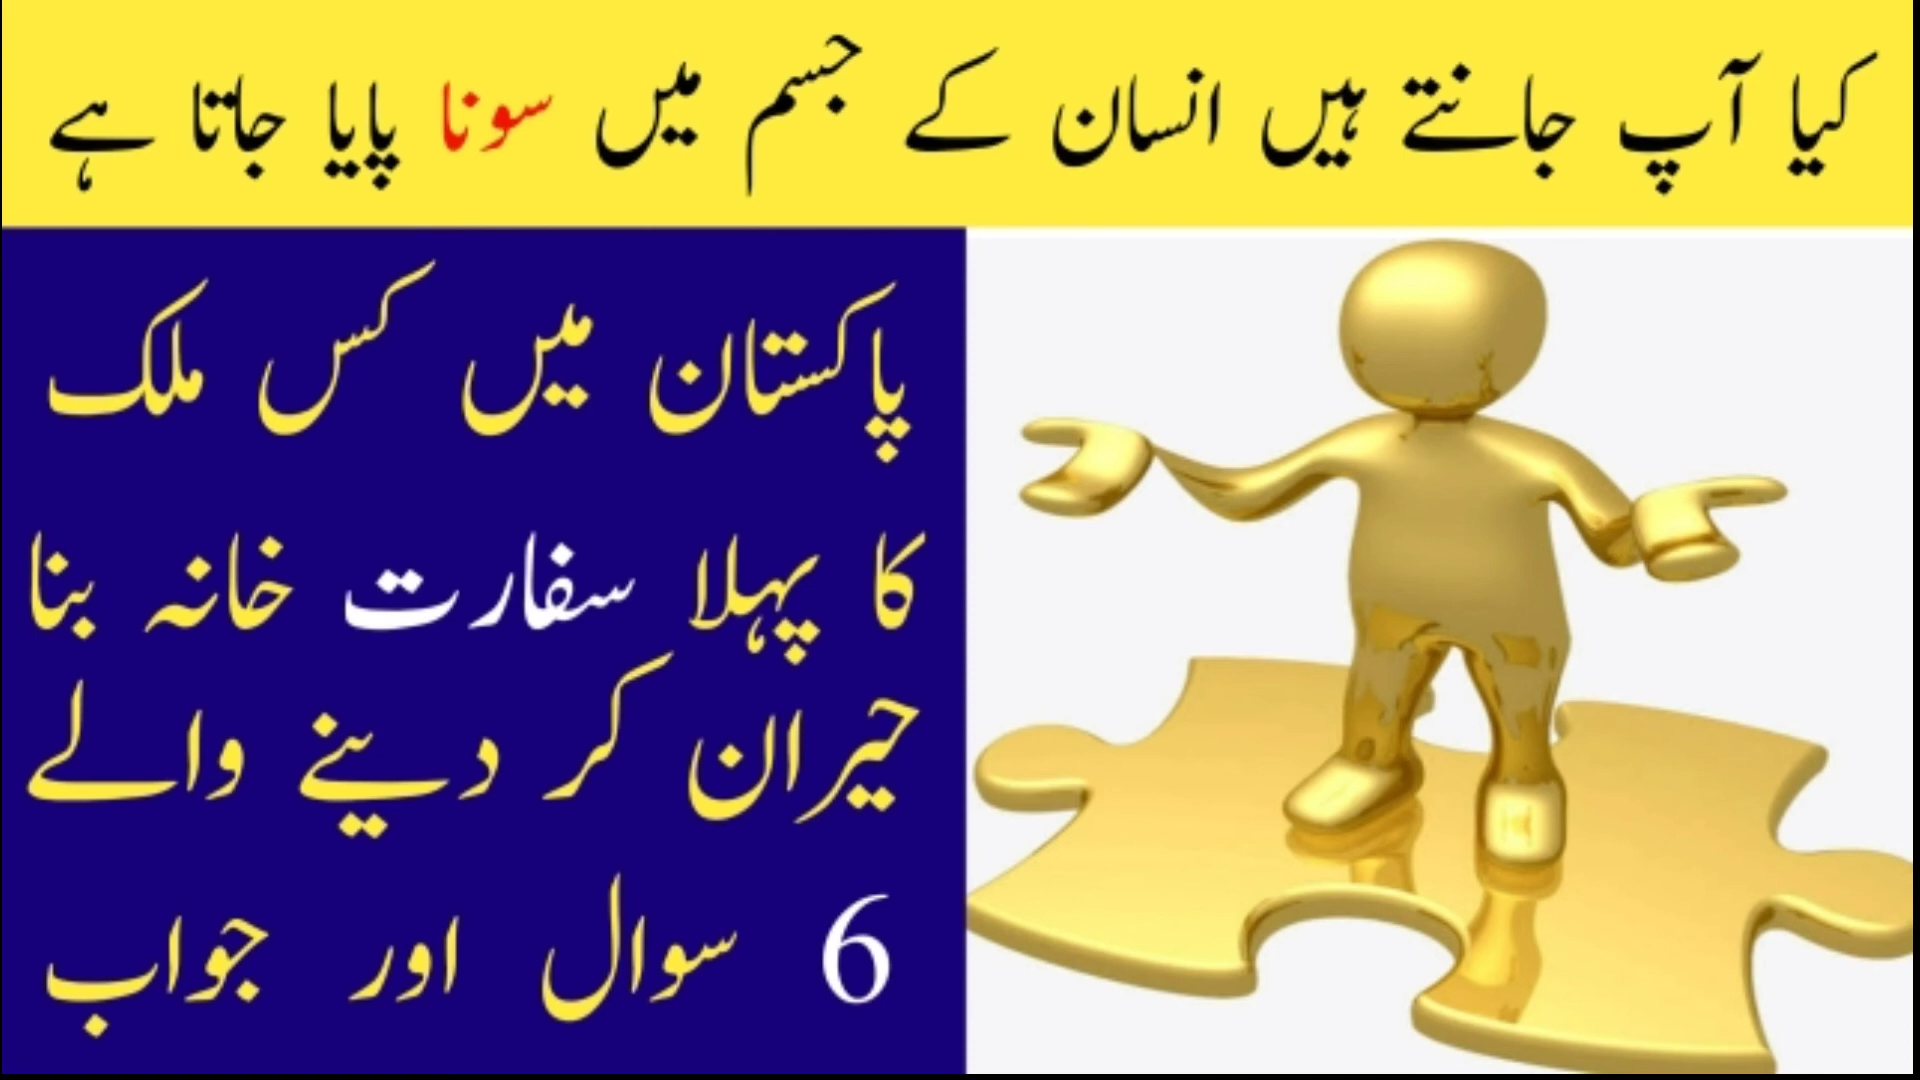 کیا آپ جانتے ہیں انسان کے جسم میں سونا پایا جاتا ہے
پاکستان میں کس ملک
کا پہلا سفارت خانہ بنا
حیران کر دینے والے
6 سوال اور جواب